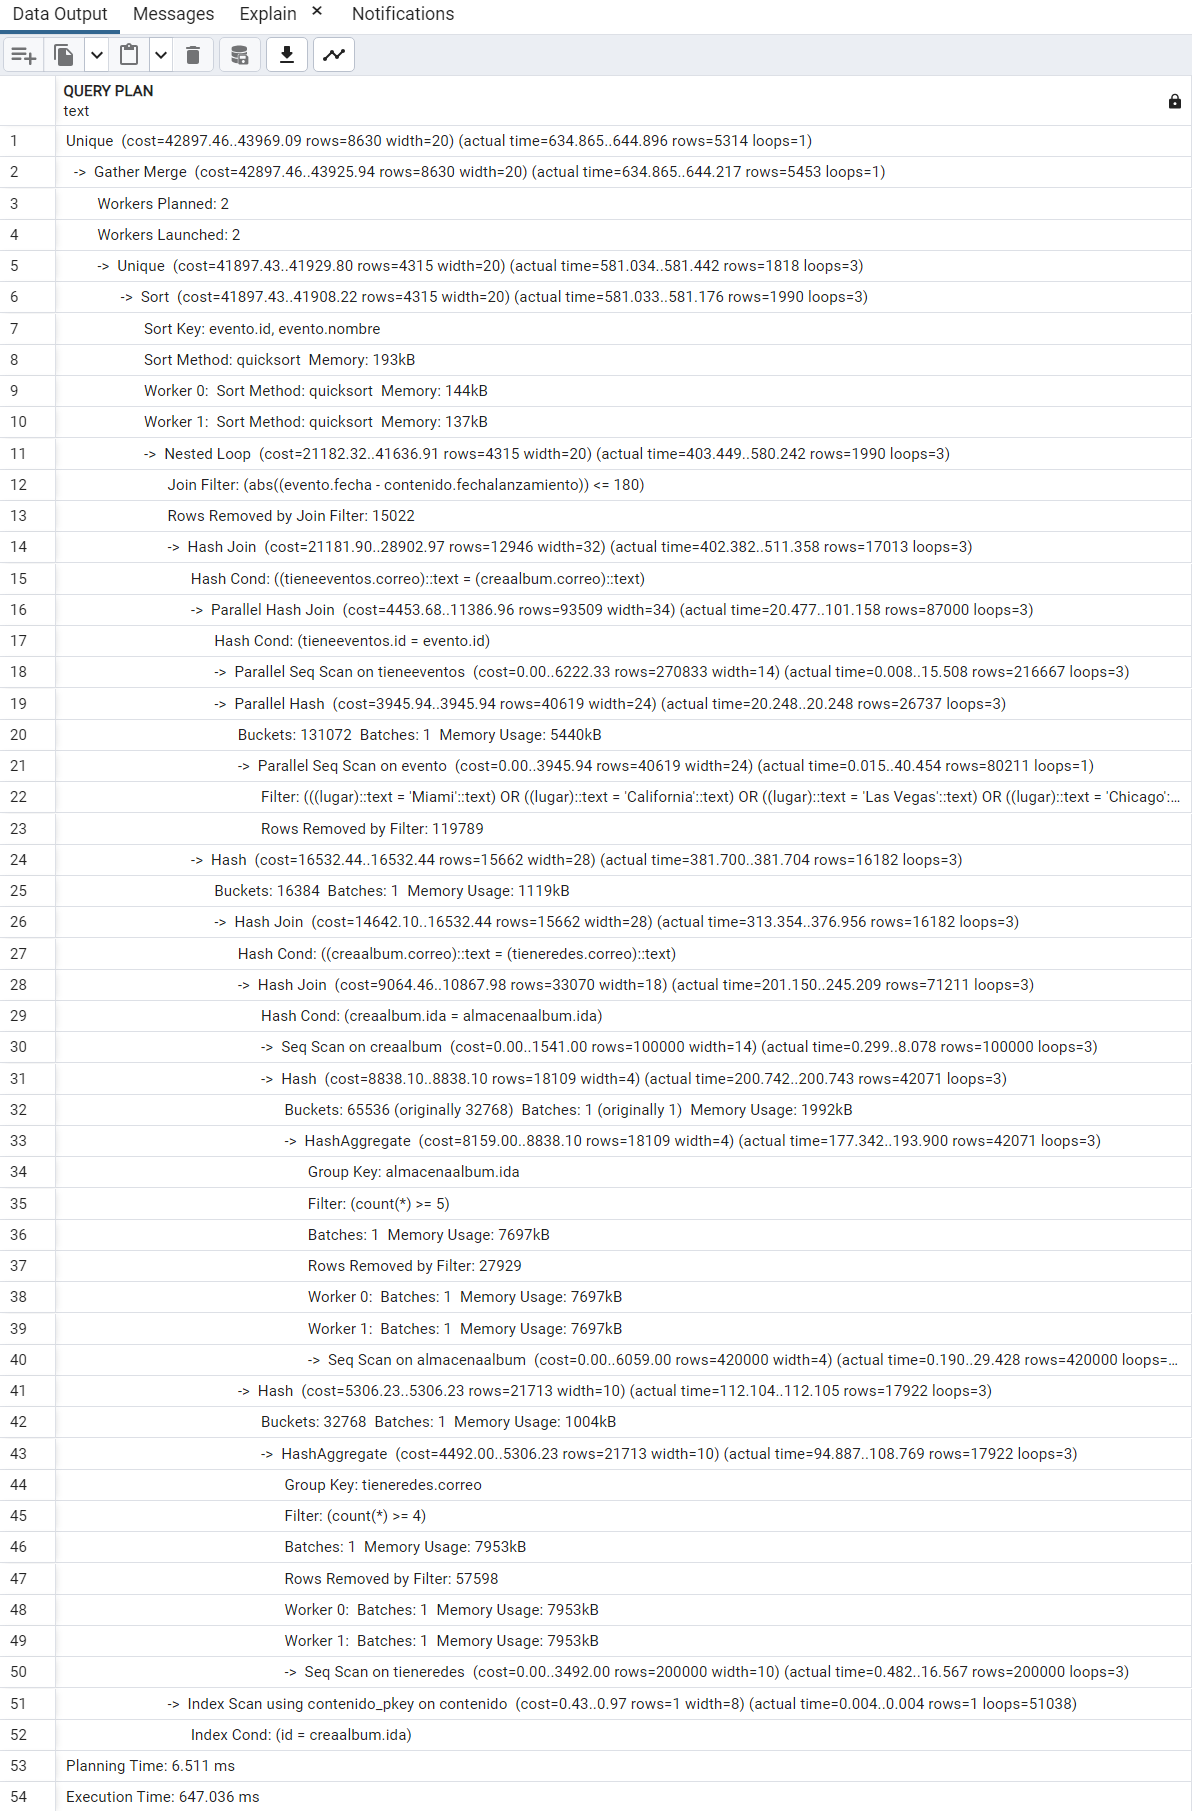 Data Output Messages Explain × Notifications
QUERY PLAN
text
1 Unique (cost=42897.46..43969.09 rows=8630 width=20) (actual time=634.865..644.896 rows=5314 loops=1)
2 -> Gather Merge (cost=42897.46..43925.94 rows=8630 width=20) (actual time=634.865..644.217 rows=5453 loops=1)
3 Workers Planned: 2
4 Workers Launched: 2
5 -> Unique (cost=41897.43..41929.80 rows=4315 width=20) (actual time=581.034..581.442 rows=1818 loops=3)
6 -> Sort (cost=41897.43..41908.22 rows=4315 width=20) (actual time=581.033..581.176 rows=1990 loops=3)
7 Sort Key: evento.id, evento.nombre
8 Sort Method: quicksort Memory: 193kB
9 Worker 0: Sort Method: quicksort Memory: 144kB
10 Worker 1: Sort Method: quicksort Memory: 137kB
11 -> Nested Loop (cost=21182.32..41636.91 rows=4315 width=20) (actual time=403.449..580.242 rows=1990 loops=3)
12 Join Filter: (abs((evento.fecha - contenido.fechalanzamiento)) <= 180)
13 Rows Removed by Join Filter: 15022
14 -> Hash Join (cost=21181.90..28902.97 rows=12946 width=32) (actual time=402.382..511.358 rows=17013 loops=3)
15 Hash Cond: ((tieneeventos.correo)::text = (creaalbum.correo)::text)
16 -> Parallel Hash Join (cost=4453.68..11386.96 rows=93509 width=34) (actual time=20.477..101.158 rows=87000 loops=3)
17 Hash Cond: (tieneeventos.id = evento.id)
18 -> Parallel Seq Scan on tieneeventos (cost=0.00..6222.33 rows=270833 width=14) (actual time=0.008..15.508 rows=216667 loops=3)
19 -> Parallel Hash (cost=3945.94..3945.94 rows=40619 width=24) (actual time=20.248..20.248 rows=26737 loops=3)
20 Buckets: 131072 Batches: 1 Memory Usage: 5440kB
21 -> Parallel Seq Scan on evento (cost=0.00..3945.94 rows=40619 width=24) (actual time=0.015..40.454 rows=80211 loops=1)
22 Filter: (((lugar)::text = 'Miami'::text) OR ((lugar)::text = 'California'::text) OR ((lugar)::text = 'Las Vegas'::text) OR ((lugar)::text = 'Chicago':...
23 Rows Removed by Filter: 119789
24 -> Hash (cost=16532.44..16532.44 rows=15662 width=28) (actual time=381.700..381.704 rows=16182 loops=3)
25 Buckets: 16384 Batches: 1 Memory Usage: 1119kB
26 -> Hash Join (cost=14642.10..16532.44 rows=15662 width=28) (actual time=313.354..376.956 rows=16182 loops=3)
27 Hash Cond: ((creaalbum.correo)::text = (tieneredes.correo)::text)
28 -> Hash Join (cost=9064.46..10867.98 rows=33070 width=18) (actual time=201.150..245.209 rows=71211 loops=3)
29 Hash Cond: (creaalbum.ida = almacenaalbum.ida)
30 -> Seq Scan on creaalbum (cost=0.00..1541.00 rows=100000 width=14) (actual time=0.299..8.078 rows=100000 loops=3)
31 -> Hash (cost=8838.10..8838.10 rows=18109 width=4) (actual time=200.742..200.743 rows=42071 loops=3)
32 Buckets: 65536 (originally 32768) Batches: 1 (originally 1) Memory Usage: 1992kB
33 -> HashAggregate (cost=8159.00..8838.10 rows=18109 width=4) (actual time=177.342..193.900 rows=42071 loops=3)
34 Group Key: almacenaalbum.ida
35 Filter: (count(*) >= 5)
36 Batches: 1 Memory Usage: 7697kB
37 Rows Removed by Filter: 27929
38 Worker 0: Batches: 1 Memory Usage: 7697kB
39 Worker 1: Batches: 1 Memory Usage: 7697kB
40 -> Seq Scan on almacenaalbum (cost=0.00..6059.00 rows=420000 width=4) (actual time=0.190..29.428 rows=420000 loops=...
41 -> Hash (cost=5306.23..5306.23 rows=21713 width=10) (actual time=112.104..112.105 rows=17922 loops=3)
42 Buckets: 32768 Batches: 1 Memory Usage: 1004kB
43 -> HashAggregate (cost=4492.00..5306.23 rows=21713 width=10) (actual time=94.887..108.769 rows=17922 loops=3)
44 Group Key: tieneredes.correo
45 Filter: (count(*) >= 4)
46 Batches: 1 Memory Usage: 7953kB
47 Rows Removed by Filter: 57598
48 Worker 0: Batches: 1 Memory Usage: 7953kB
49 Worker 1: Batches: 1 Memory Usage: 7953kB
50 -> Seq Scan on tieneredes (cost=0.00..3492.00 rows=200000 width=10) (actual time=0.482..16.567 rows=200000 loops=3)
51 -> Index Scan using contenido_pkey on contenido (cost=0.43..0.97 rows=1 width=8) (actual time=0.004..0.004 rows=1 loops=51038)
52 Index Cond: (id = creaalbum.ida)
53 Planning Time: 6.511 ms
54 Execution Time: 647.036 ms